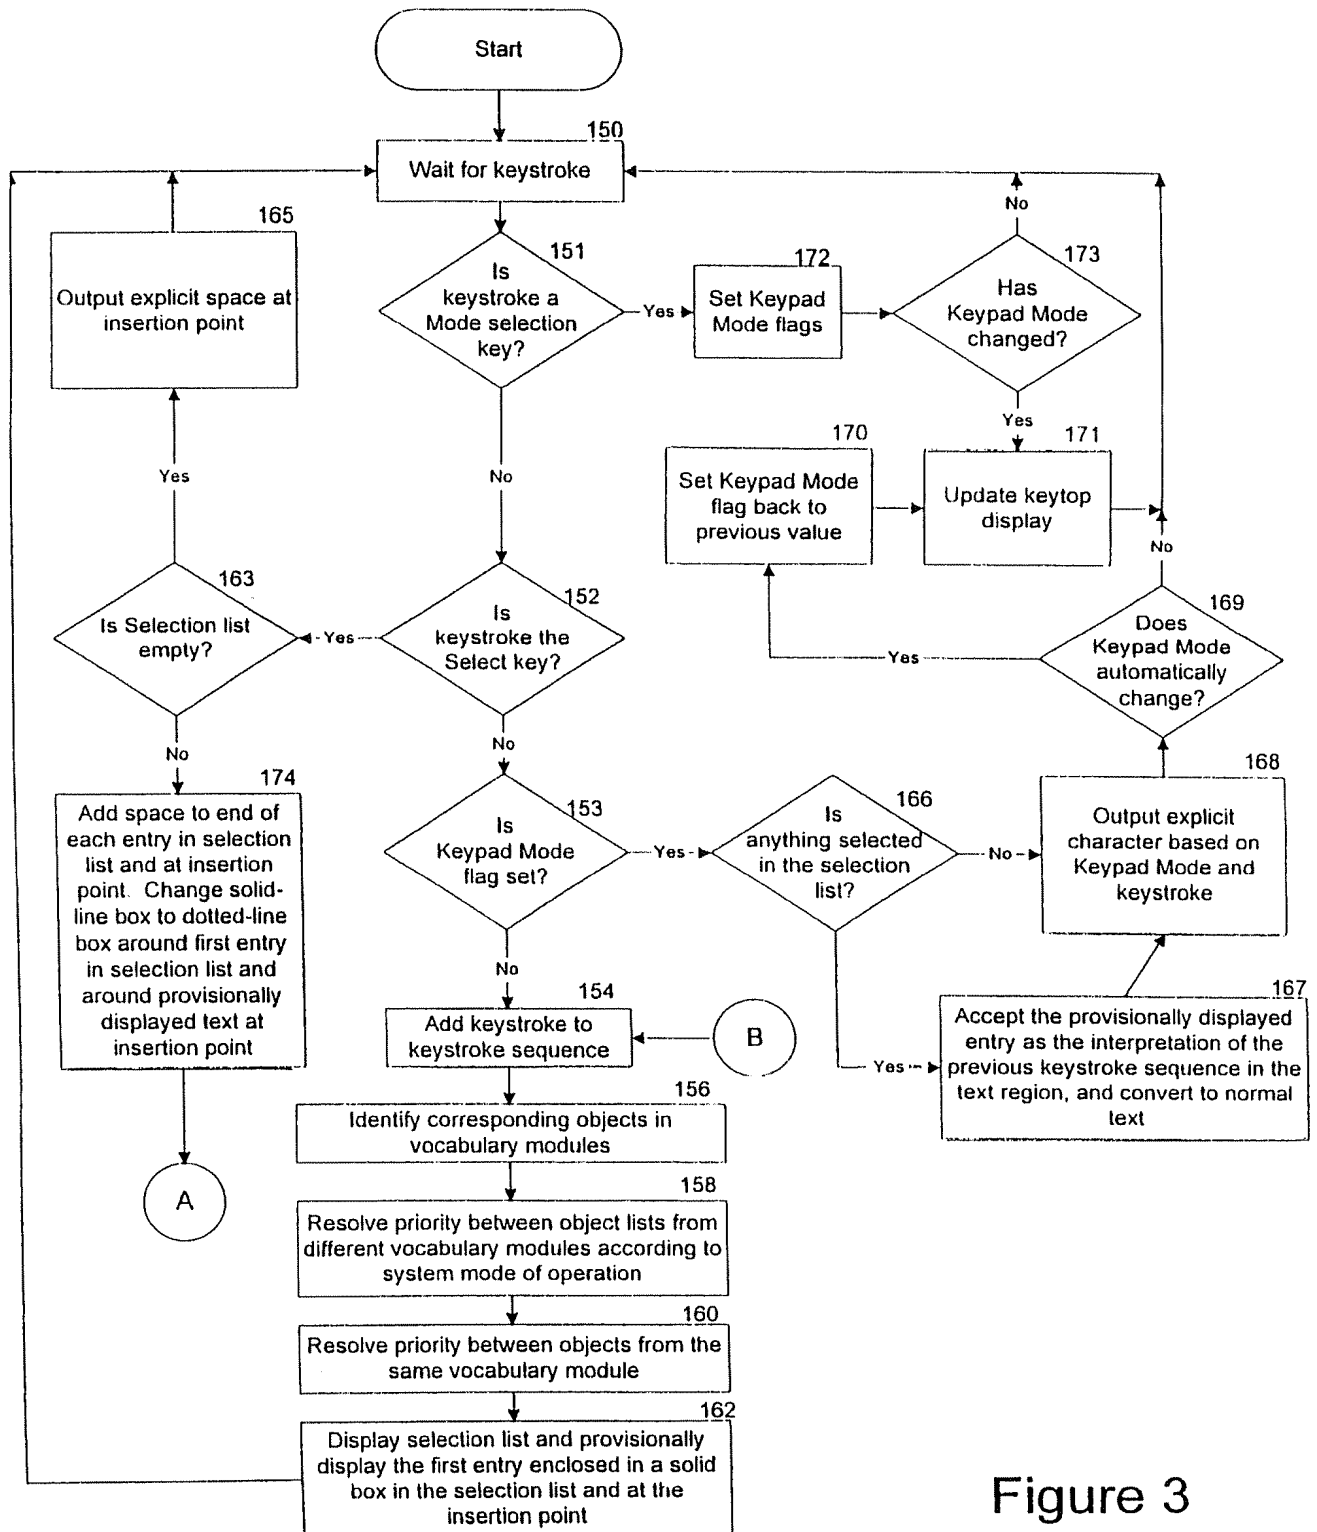 Start
150
Wait for keystroke
165
Output explicit space at
insertion point
151
Is
keystroke a
Mode selection
key?
Yes
172
Set Keypad
Mode flags
No
173
Has
Keypad Mode
changed?
Yes
170
Set Keypad Mode
flag back to
previous value
171
Update keytop
display
Yes
No
No
163
Is Selection list
empty?
Yes
152
Is
keystroke the
Select key?
169
Does
Keypad Mode
automatically
change?
Yes
No
No
174
Add space to end of
each entry in selection
list and at insertion
point. Change solid-
line box to dotted-line
box around first entry
in selection list and
around provisionally
displayed text at
insertion point
153
Is
Keypad Mode
flag set?
Yes
166
Is
anything selected
in the selection
list?
No
168
Output explicit
character based on
Keypad Mode and
keystroke
No
154
Add keystroke to
keystroke sequence
B
Yes
167
Accept the provisionally displayed
entry as the interpretation of the
previous keystroke sequence in the
text region, and convert to normal
text
156
Identify corresponding objects in
vocabulary modules
A
158
Resolve priority between object lists from
different vocabulary modules according to
system mode of operation
160
Resolve priority between objects from the
same vocabulary module
162
Display selection list and provisionally
display the first entry enclosed in a solid
box in the selection list and at the
insertion point
Figure 3